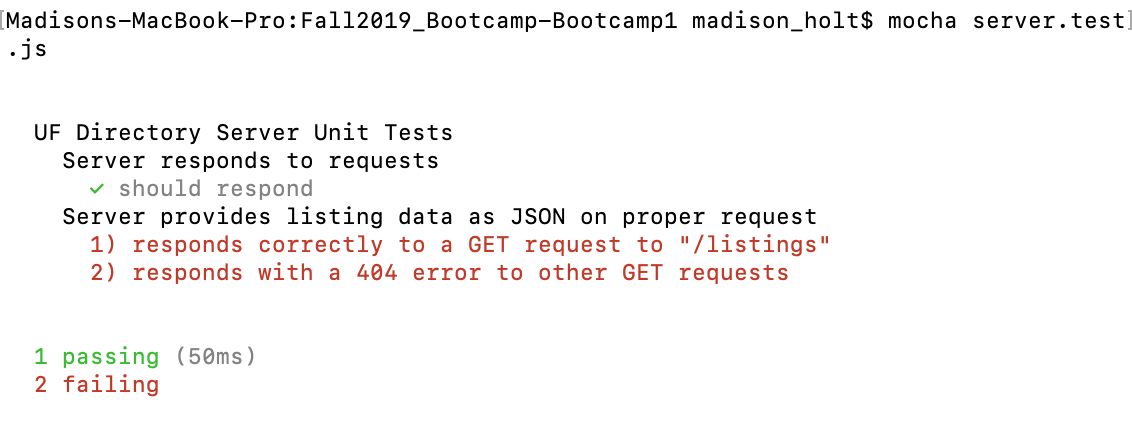 [Madisons-MacBook-Pro:Fall2019_Bootcamp-Bootcamp1 madison_holt$ mocha server.test]
.js
UF Directory Server Unit Tests
Server responds to requests
✓ should respond
Server provides listing data as JSON on proper request
1) responds correctly to a GET request to "/listings"
2) responds with a 404 error to other GET requests
1 passing (50ms)
2 failing